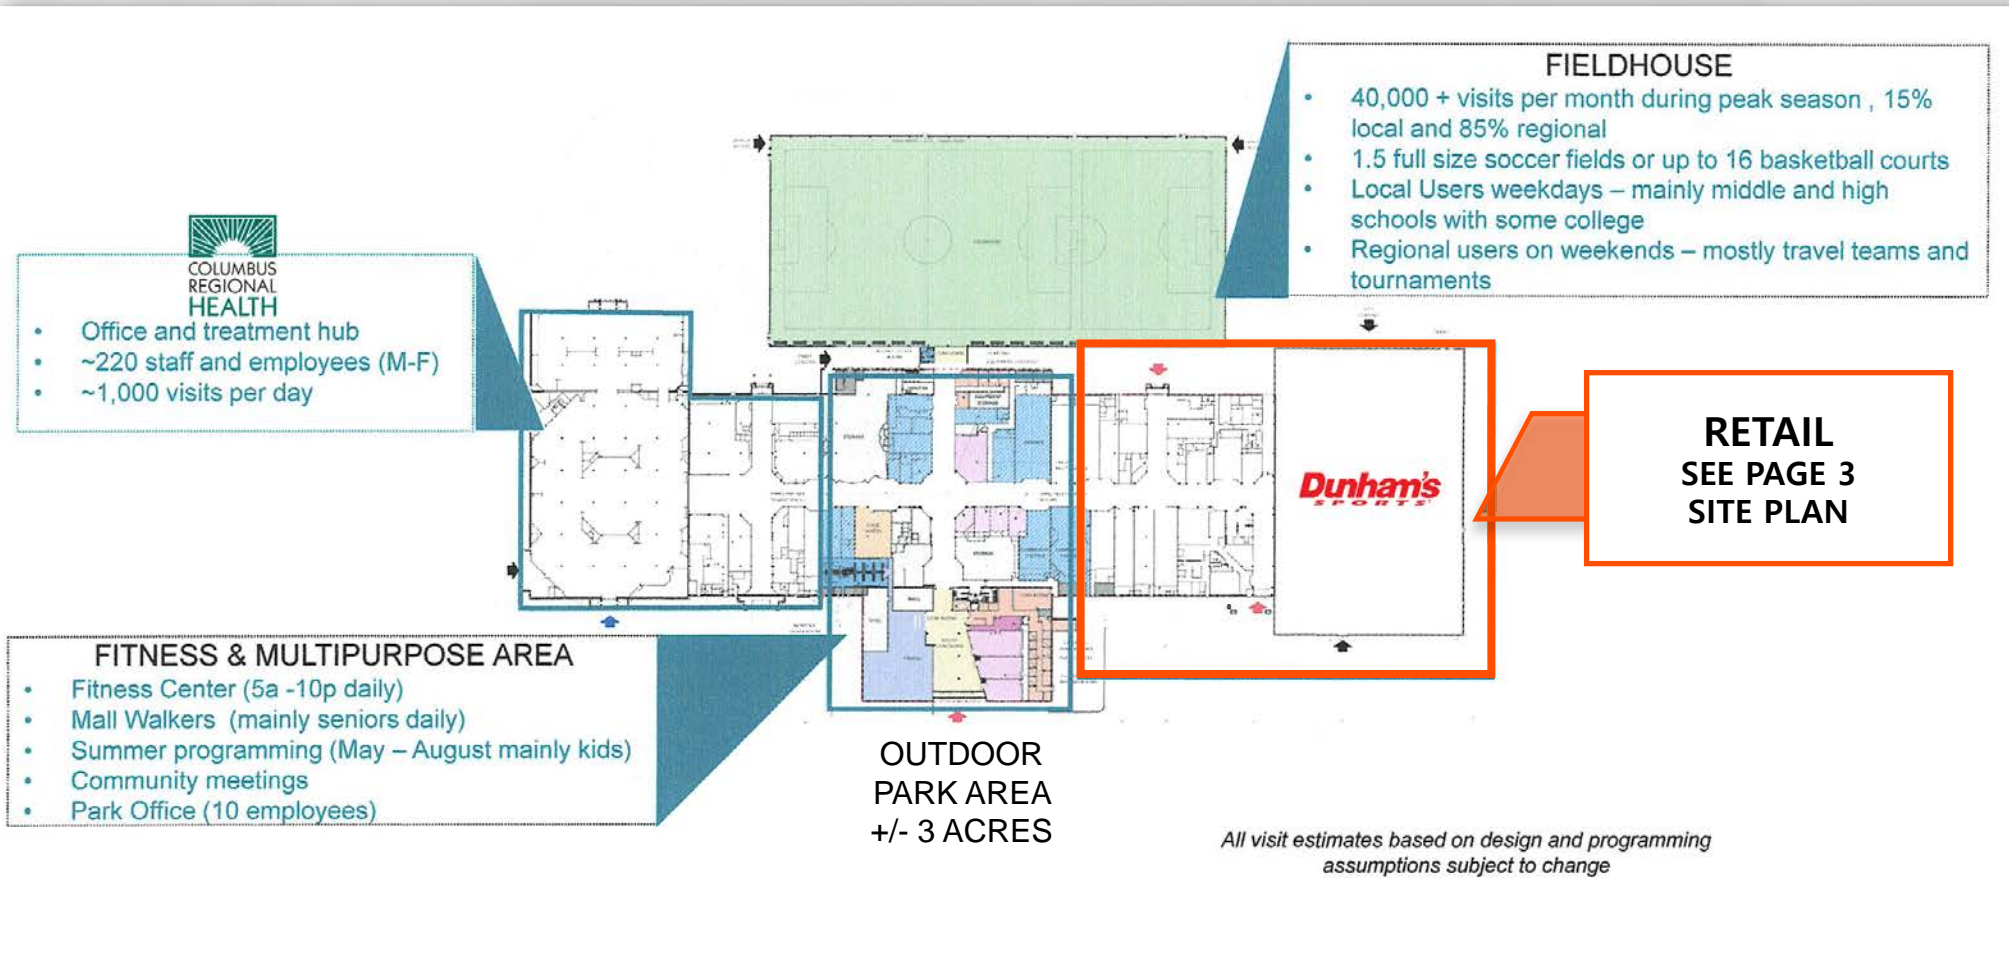 FIELDHOUSE
• 40,000 + visits per month during peak season , 15%
local and 85% regional
• 1.5 full size soccer fields or up to 16 basketball courts
• Local Users weekdays – mainly middle and high
schools with some college
• Regional users on weekends – mostly travel teams and
tournaments
COLUMBUS
REGIONAL
HEALTH
• Office and treatment hub
• ~220 staff and employees (M-F)
• ~1,000 visits per day
RETAIL
SEE PAGE 3
SITE PLAN
Dunham's
SPORTS
STORAGE
STORAGE
FITNESS & MULTIPURPOSE AREA
• Fitness Center (5a -10p daily)
• Mall Walkers (mainly seniors daily)
• Summer programming (May – August mainly kids)
• Community meetings
• Park Office (10 employees)
OUTDOOR
PARK AREA
+/- 3 ACRES
All visit estimates based on design and programming
assumptions subject to change